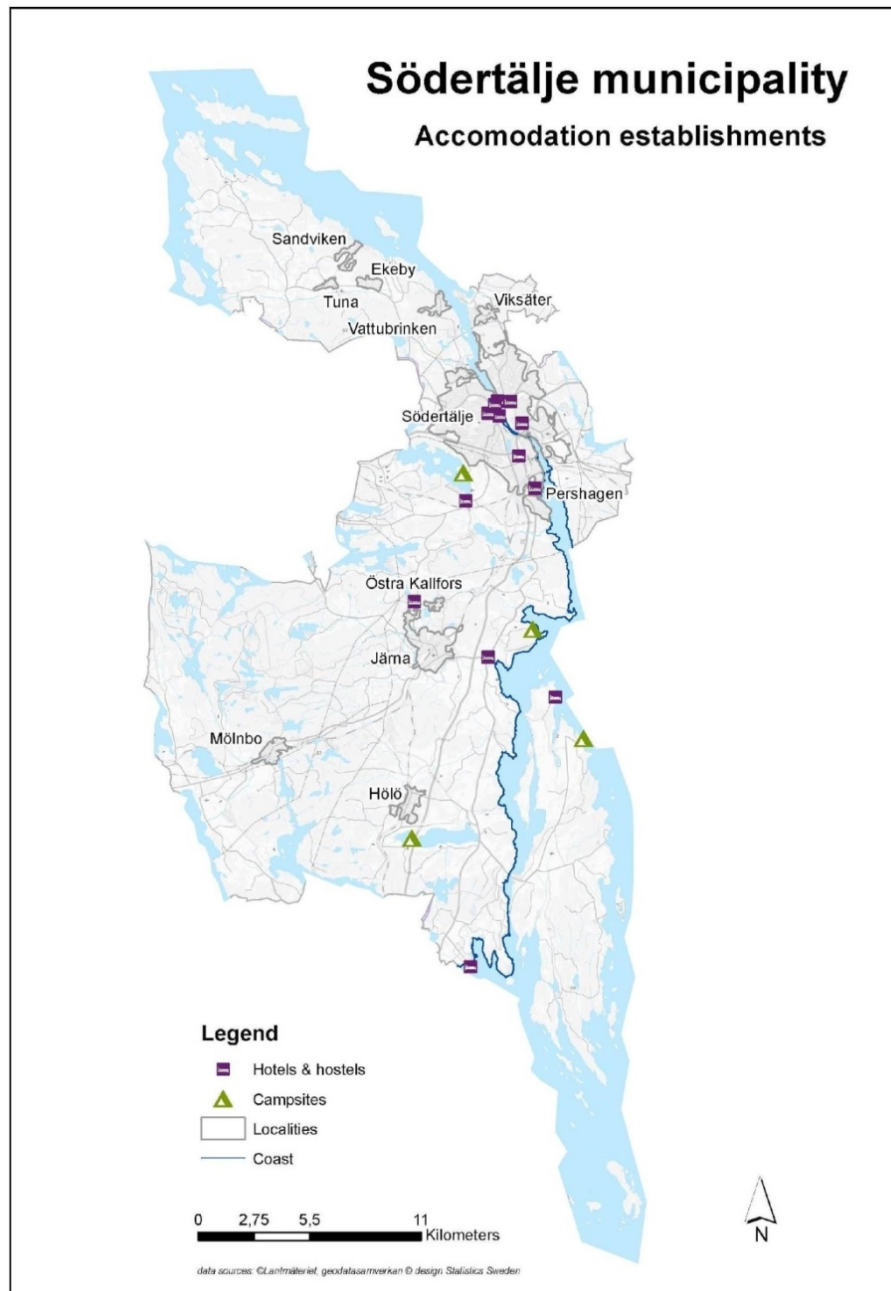 Södertälje municipality
Accomodation establishments
Sandviken
Ekeby
Tuna
Viksäter
Vattubrinken
Södertälje
Pershagen
Östra Kallfors
Järna
Mölnbo
Hölö
Legend
Hotels & hostels
Campsites
Localities
Coast
0 2,75 5,5 11
Kilometers
N
data sources: ©Lantmäteriet, geodatasamverkan © design Statistics Sweden